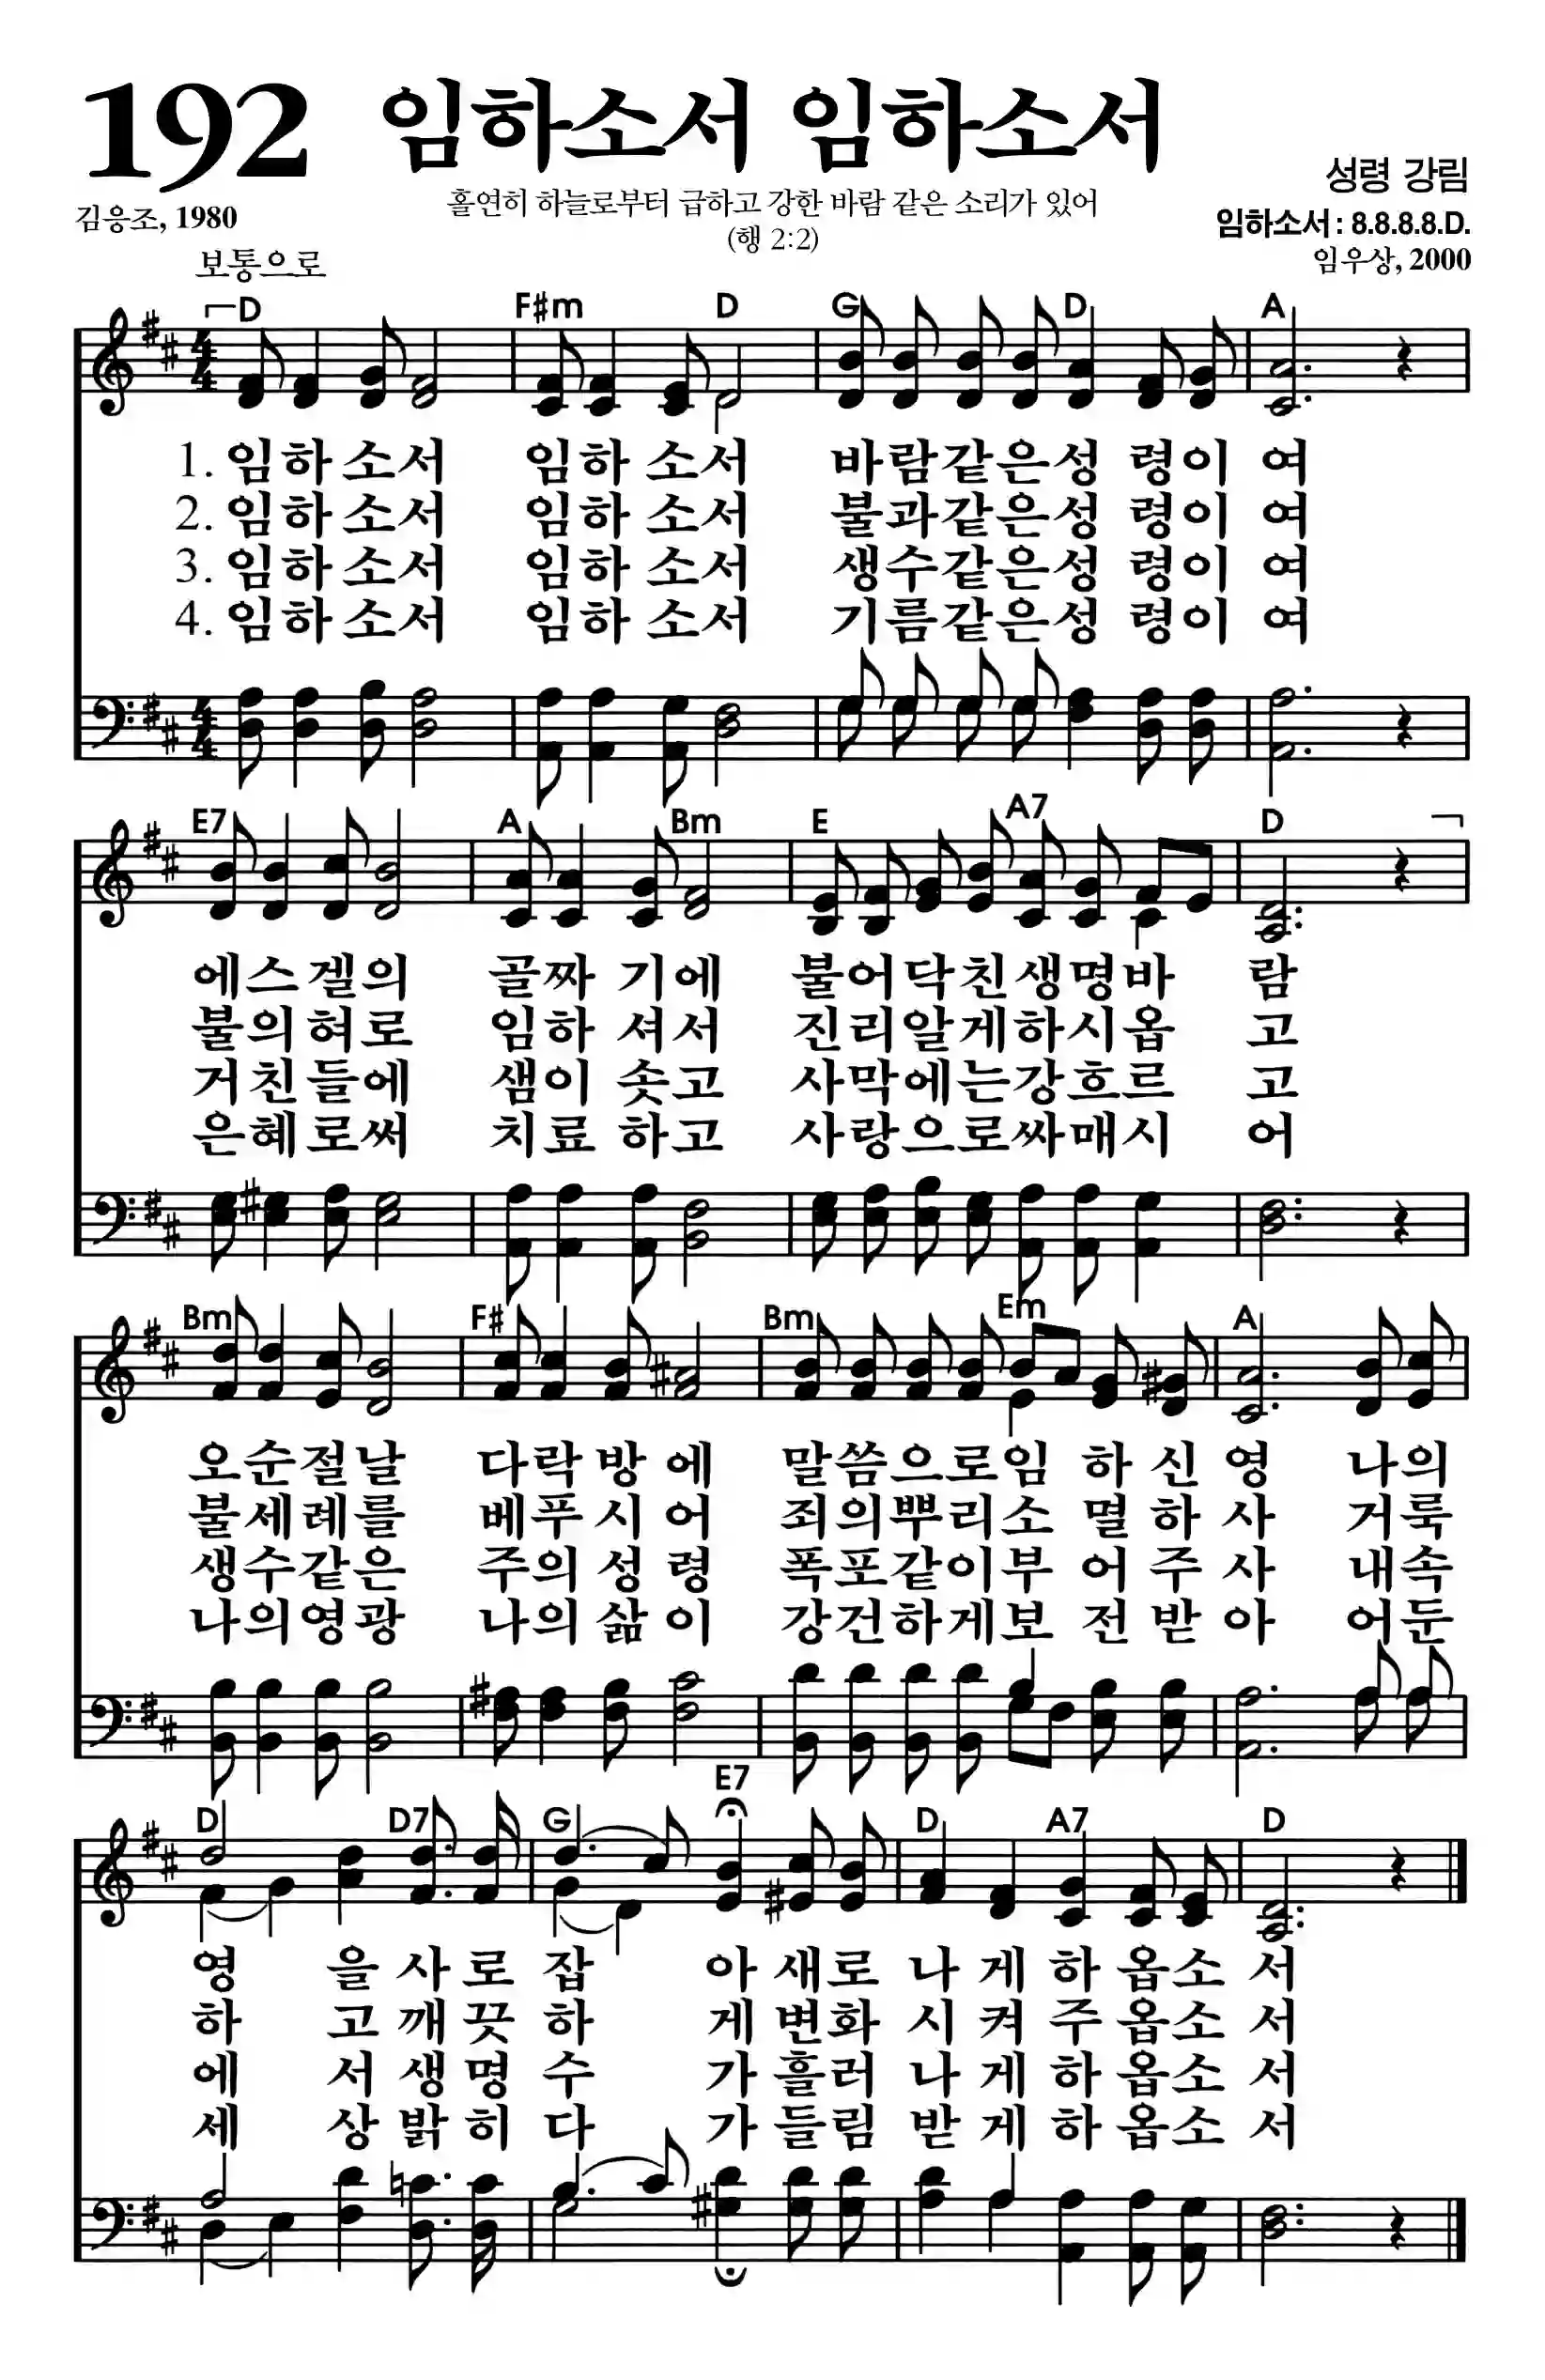 192 임하소서 임하소서
성령 강림
홀연히 하늘로부터 급하고 강한 바람 같은 소리가 있어
(행 2:2)
김응조, 1980
임하소서 : 8.8.8.8.D.
임우상, 2000
보통으로
D F♯m D G D A
1. 임하 소서 임하 소서 바람같은성 령이 여
2. 임하 소서 임하 소서 불과같은성 령이 여
3. 임하 소서 임하 소서 생수같은성 령이 여
4. 임하 소서 임하 소서 기름같은성 령이 여
E7 A Bm E A7 D
에스겔의 골짜 기에 불어닥친생명바 람
불의혀로 임하 셔서 진리알게하시옵 고
거친들에 샘이 솟고 사막에는강흐르 고
은혜로써 치료 하고 사랑으로싸매시 어
Bm F♯ Bm Em A
오순절날 다락 방 에 말씀으로임 하 신 영 나의
불세례를 베푸 시 어 죄의뿌리소 멸 하 사 거룩
생수같은 주의 성 령 폭포같이부 어 주 사 내속
나의영광 나의 삶 이 강건하게보 전 받 아 어둔
D D7 G E7 D A7 D
영 을 사 로 잡 아 새로 나 게 하 옵소 서
하 고 깨 끗 하 게 변화 시 켜 주 옵소 서
에 서 생 명 수 가 흘러 나 게 하 옵소 서
세 상 밝 히 다 가 들림 받 게 하 옵소 서